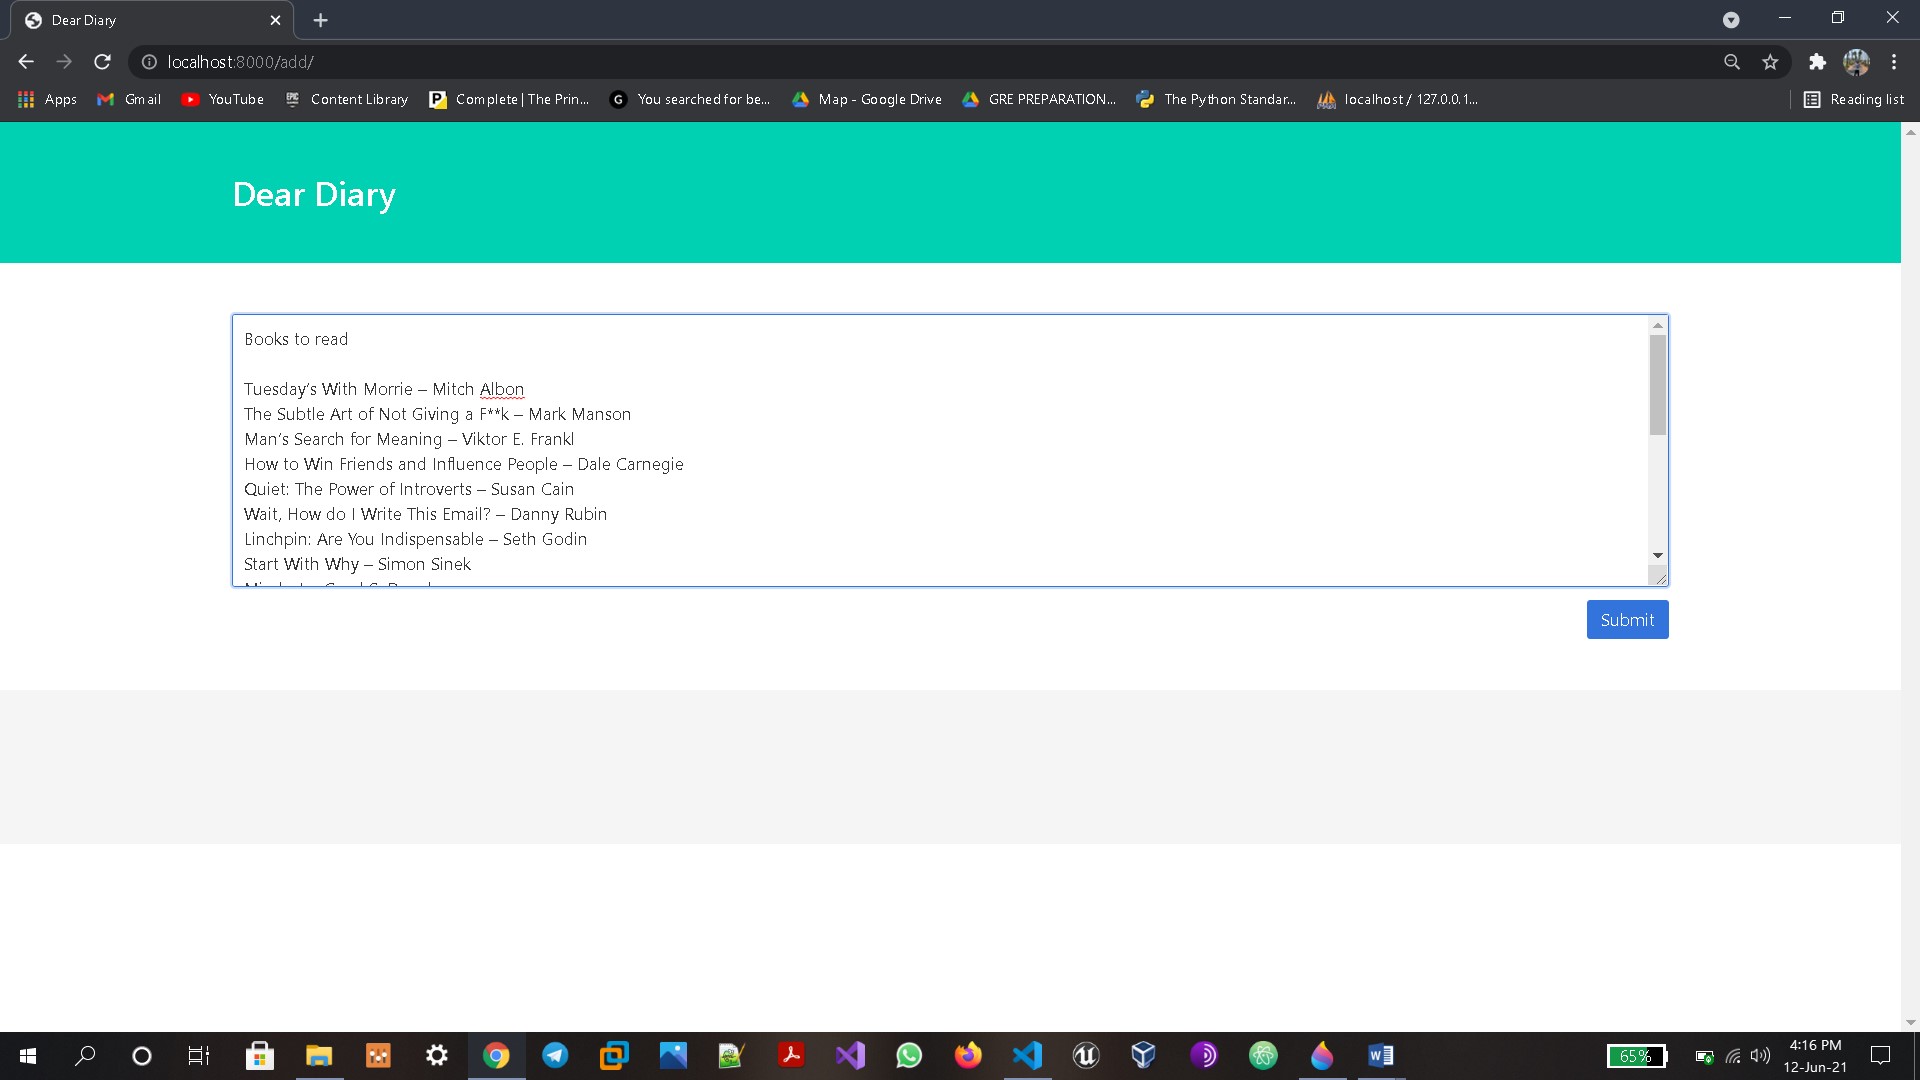 Dear Diary
localhost:8000/add/
Apps
Gmail
YouTube
Content Library
Complete | The Prin...
You searched for be...
Map - Google Drive
GRE PREPARATION...
The Python Standar...
localhost / 127.0.0.1...
Reading list
Dear Diary
Books to read
Tuesday's With Morrie – Mitch Albon
The Subtle Art of Not Giving a F**k – Mark Manson
Man's Search for Meaning – Viktor E. Frankl
How to Win Friends and Influence People – Dale Carnegie
Quiet: The Power of Introverts – Susan Cain
Wait, How do I Write This Email? – Danny Rubin
Linchpin: Are You Indispensable – Seth Godin
Start With Why – Simon Sinek
Submit
65%
4:16 PM
12-Jun-21